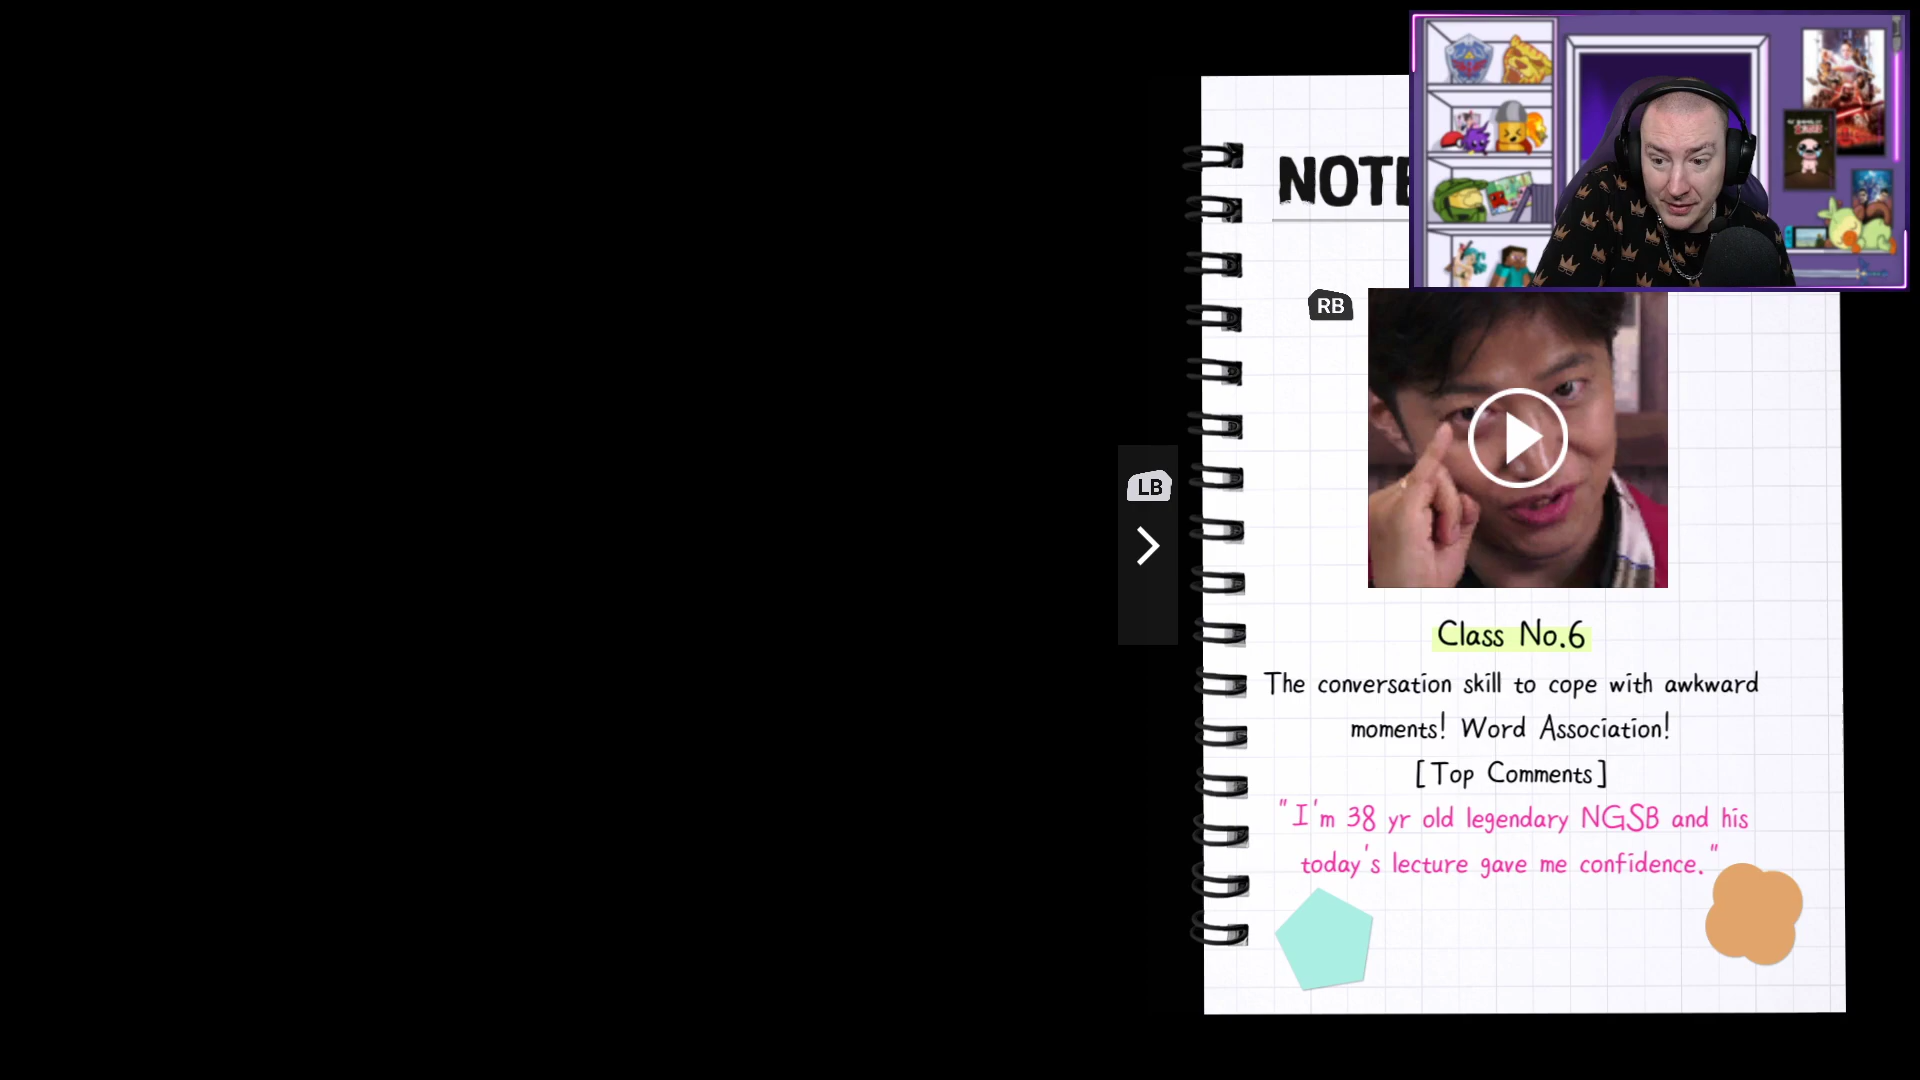 NOTE
RB
LB
Class No.6
The conversation skill to cope with awkward
moments! Word Association!
[Top Comments]
"I'm 38 yr old legendary NGSB and his
today's lecture gave me confidence."